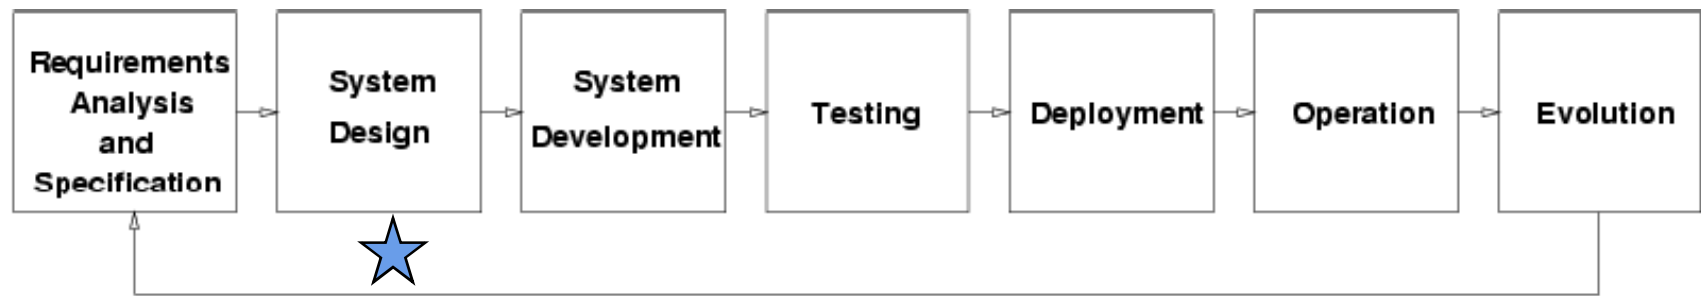 Requirements
Analysis
and
Specification
System
Design
System
Development
Testing
Deployment
Operation
Evolution